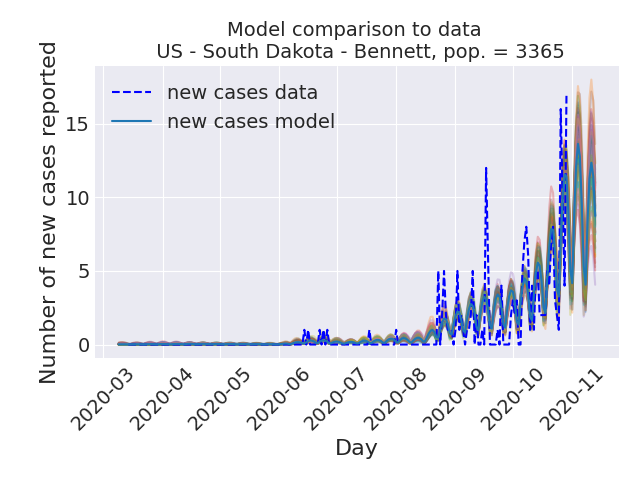 Model comparison to data
US - South Dakota - Bennett, pop. = 3365
Number of new cases reported
new cases data
new cases model
15
10
5
0
2020-03
2020-04
2020-05
2020-06
2020-07
2020-08
2020-09
2020-10
2020-11
Day